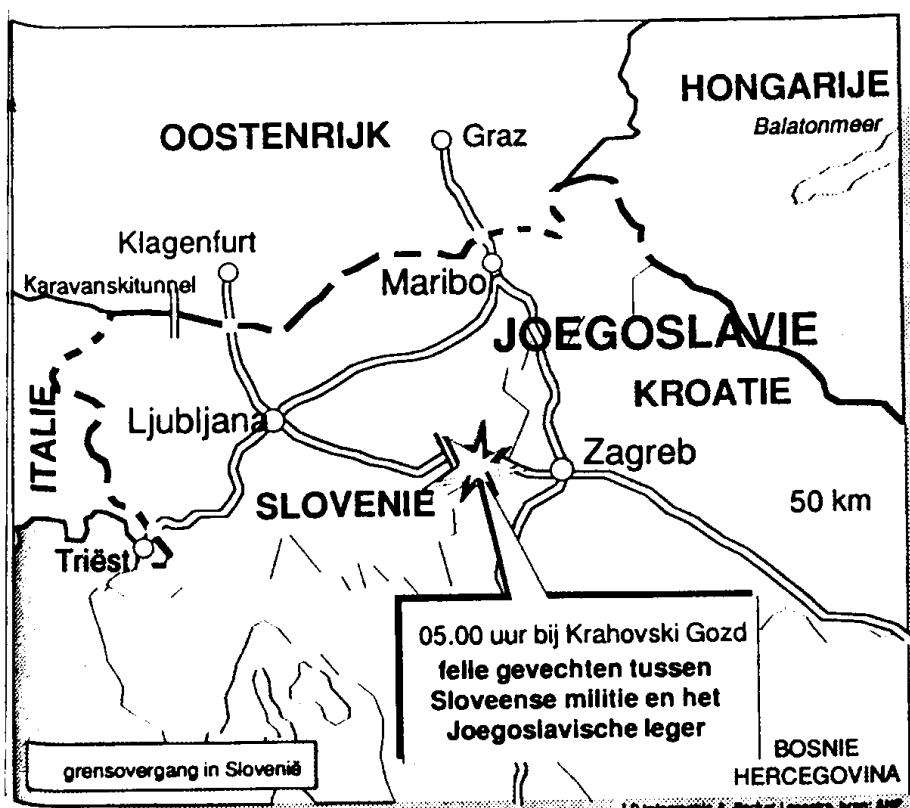 HONGARIJE
Balatonmeer
OOSTENRIJK
Graz
Klagenfurt
Karavanskitunnel
Maribo
JOEGOSLAVIE
KROATIE
ITALIE
Ljubljana
Zagreb
SLOVENIE
50 km
Triëst
05.00 uur bij Krahovski Gozd
felle gevechten tussen
Sloveense militie en het
Joegoslavische leger
grensovergang in Slovenië
BOSNIE
HERCEGOVINA